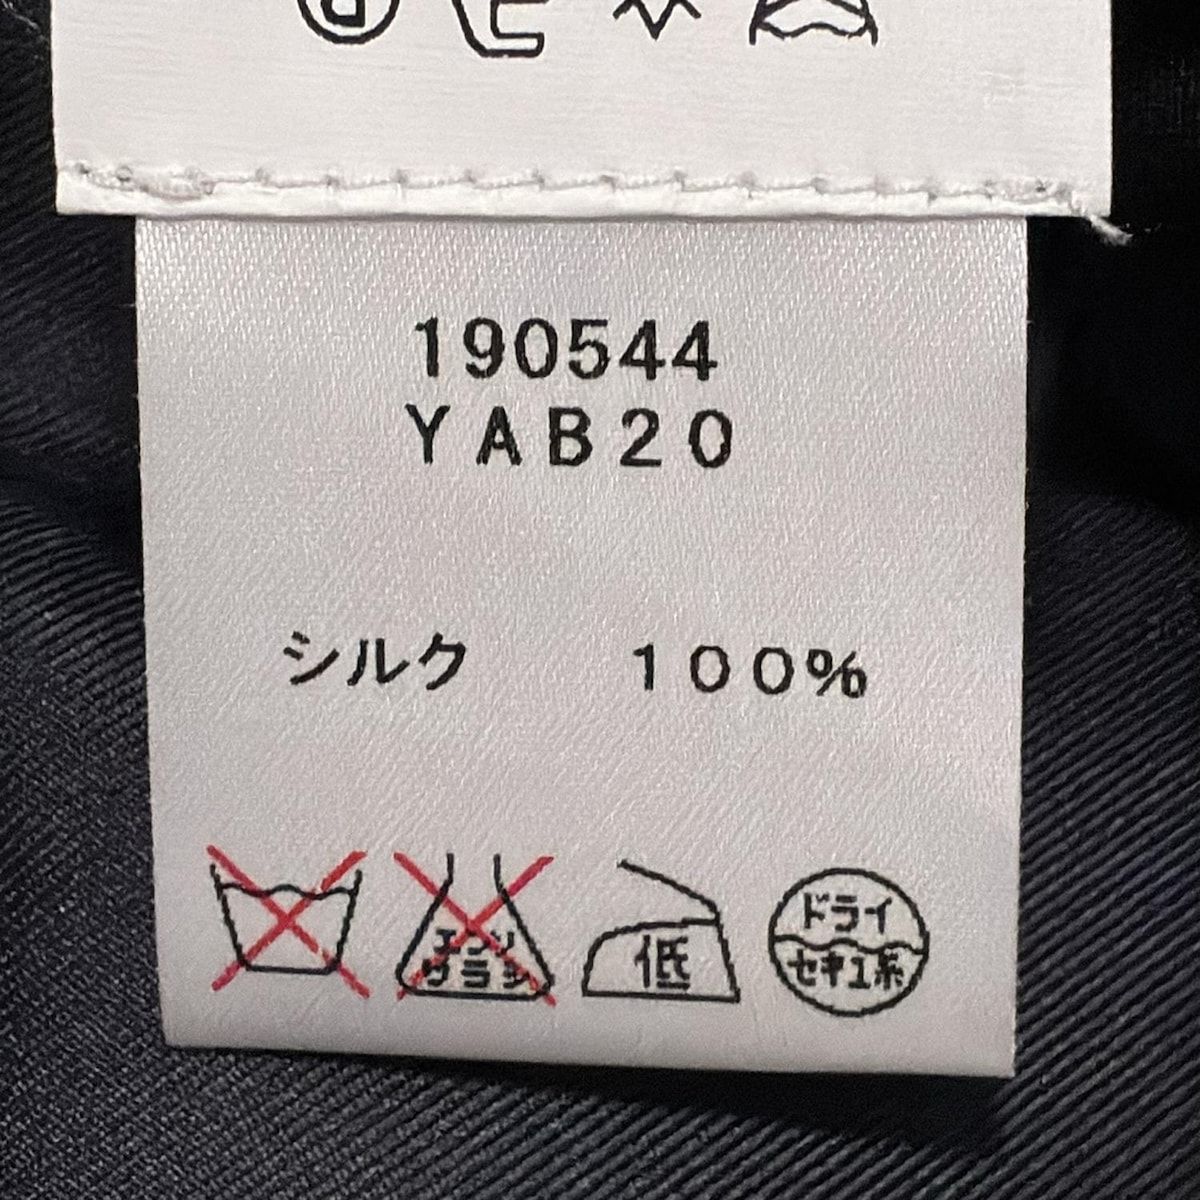 190544
YAB20
シルク 100%
エンソ
サラシ
低
ドライ
セキユ系